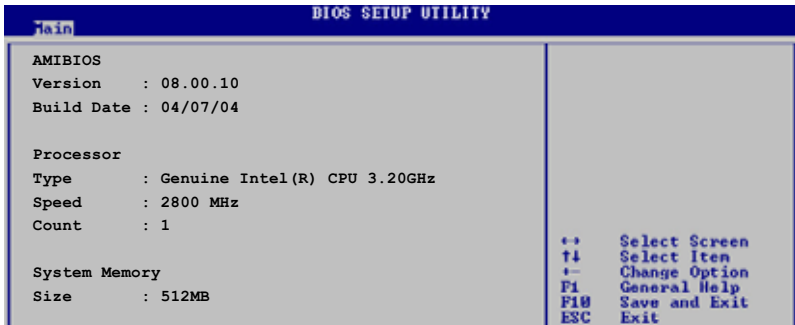 BIOS SETUP UTILITY
Main
AMIBIOS
Version : 08.00.10
Build Date : 04/07/04
Processor
Type : Genuine Intel(R) CPU 3.20GHz
Speed : 2800 MHz
Count : 1
System Memory
Size : 512MB
↔ Select Screen
↑↓ Select Item
+- Change Option
F1 General Help
F10 Save and Exit
ESC Exit